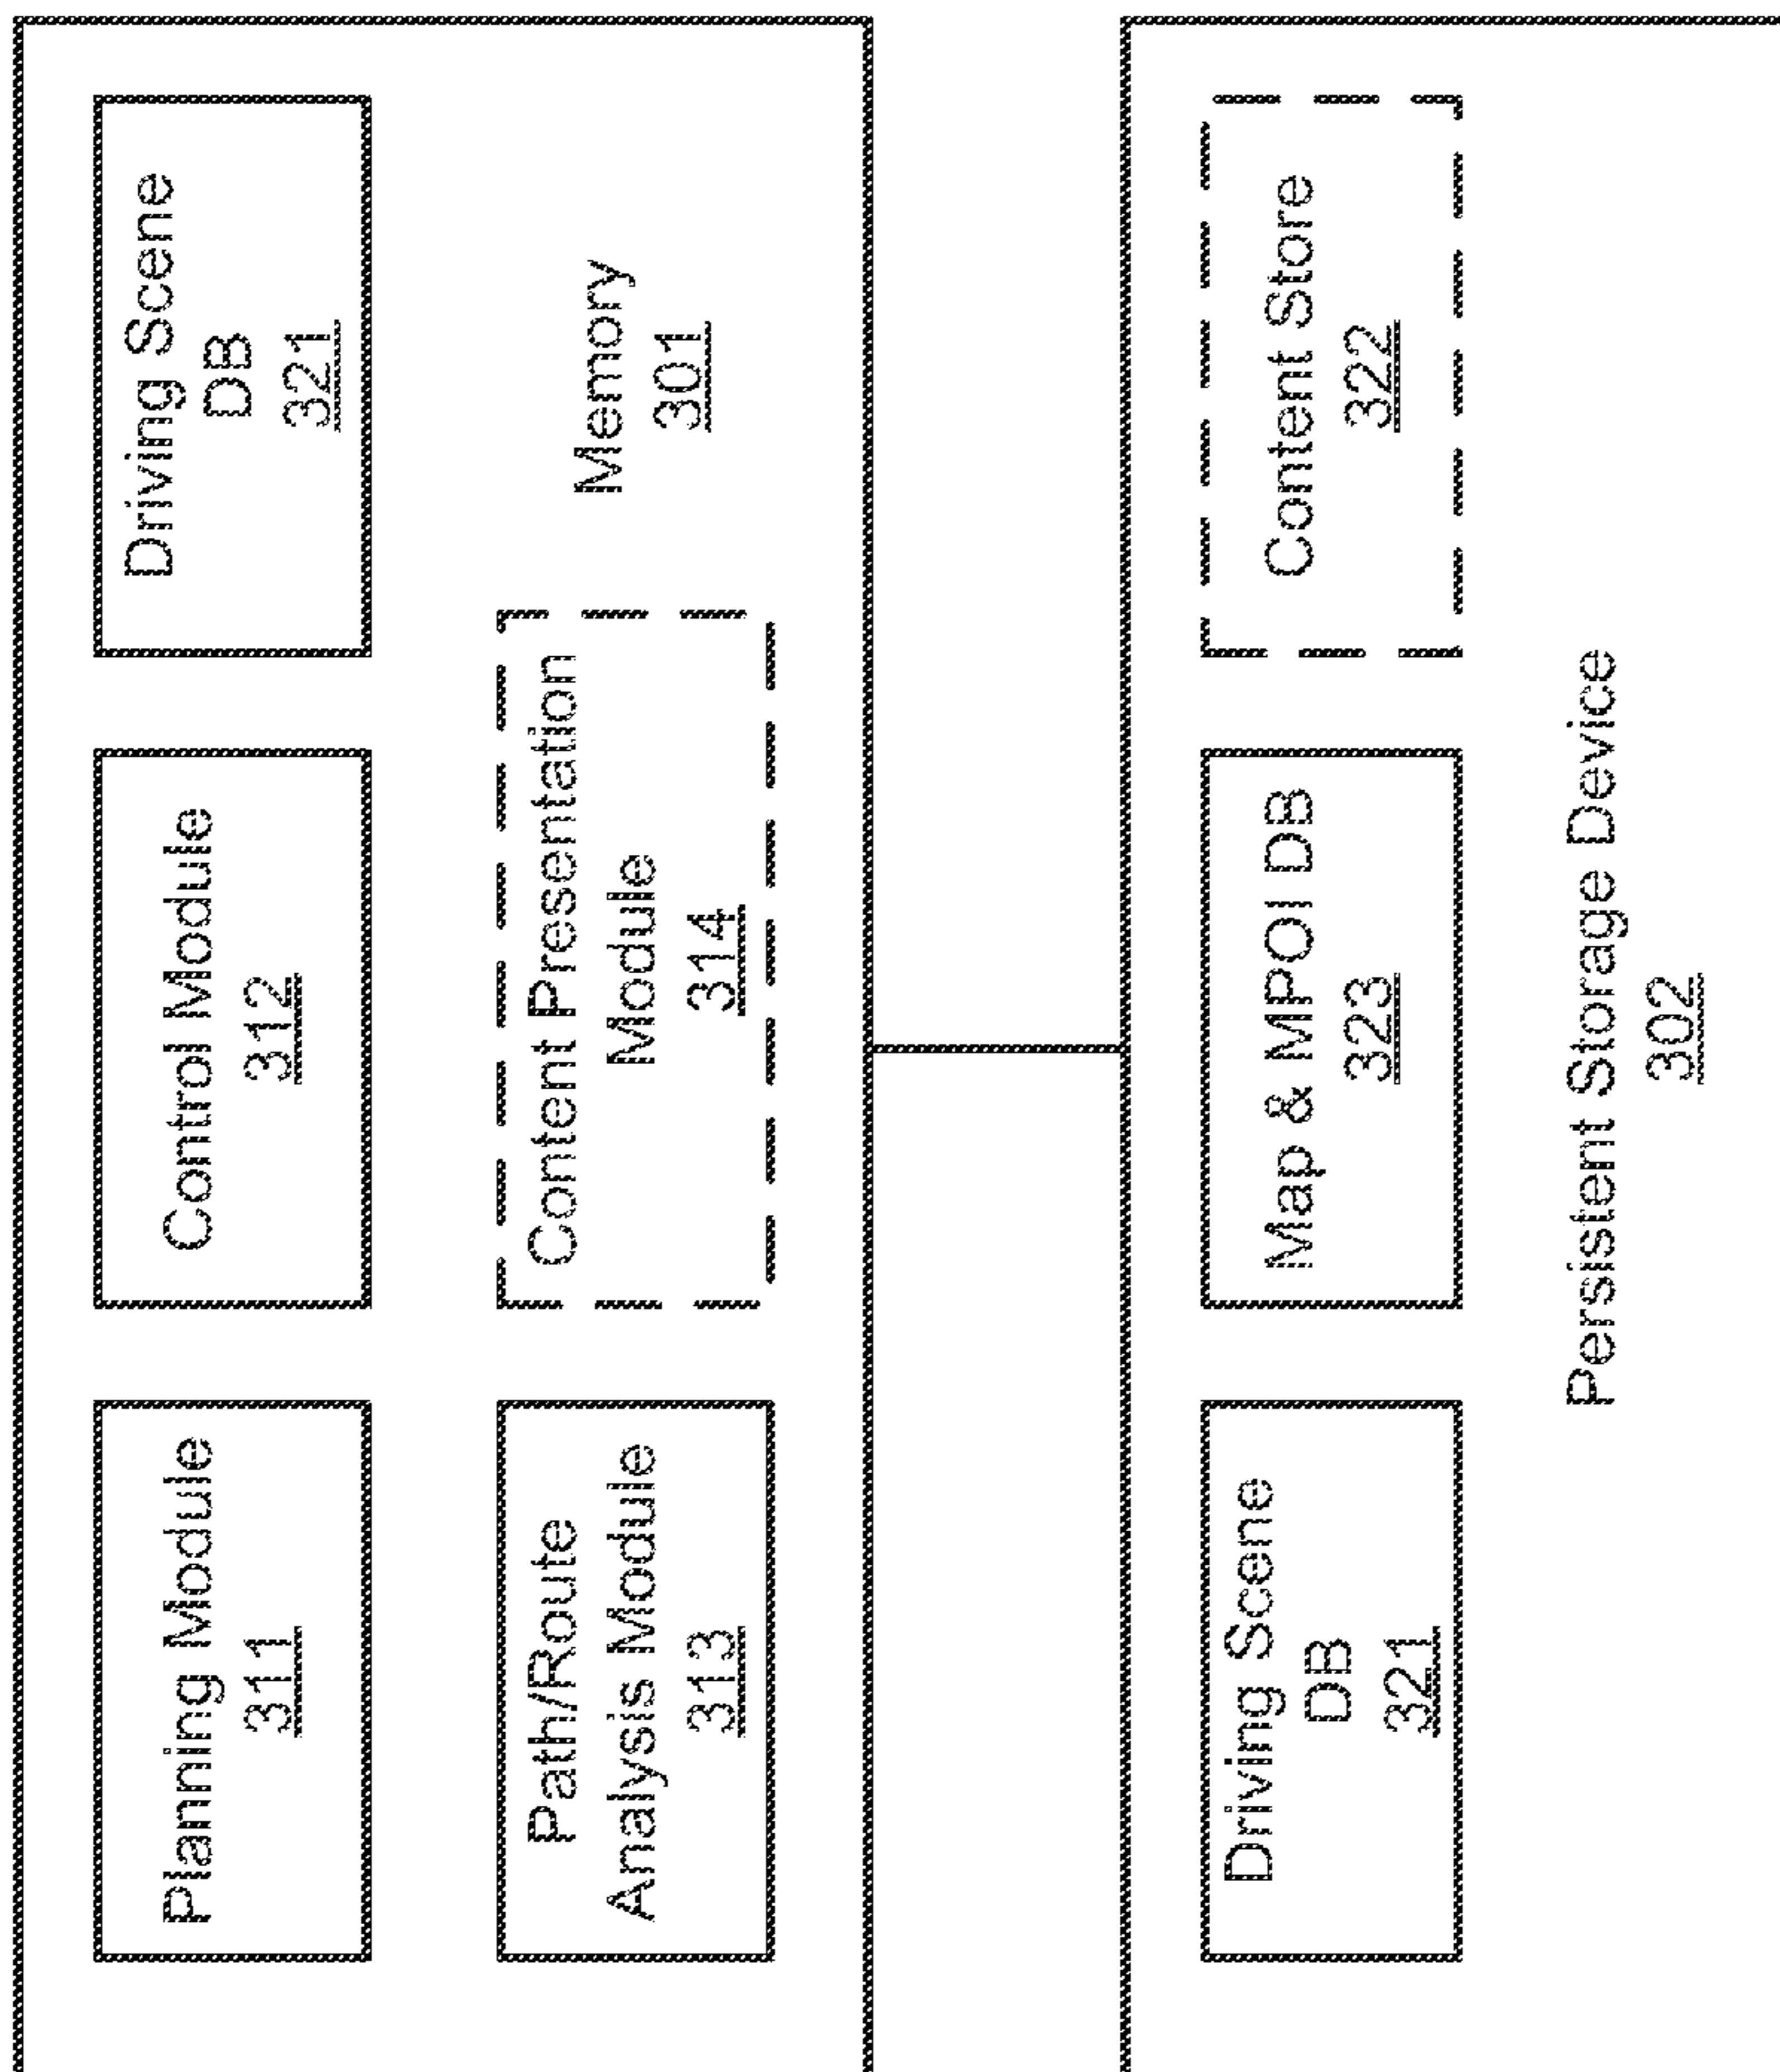 Planning Module
311
Control Module
312
Driving Scene
DB
321
Path/Route
Analysis Module
313
Content Presentation
Module
314
Memory
301
Driving Scene
DB
321
Map & MPOI DB
323
Content Store
322
Persistent Storage Device
302